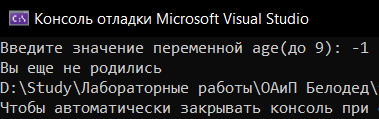 Консоль отладки Microsoft Visual Studio
Введите значение переменной age(до 9): -1
Вы еще не родились
D:\Study\Лабораторные работы\ОАиП Белодед\
Чтобы автоматически закрывать консоль при